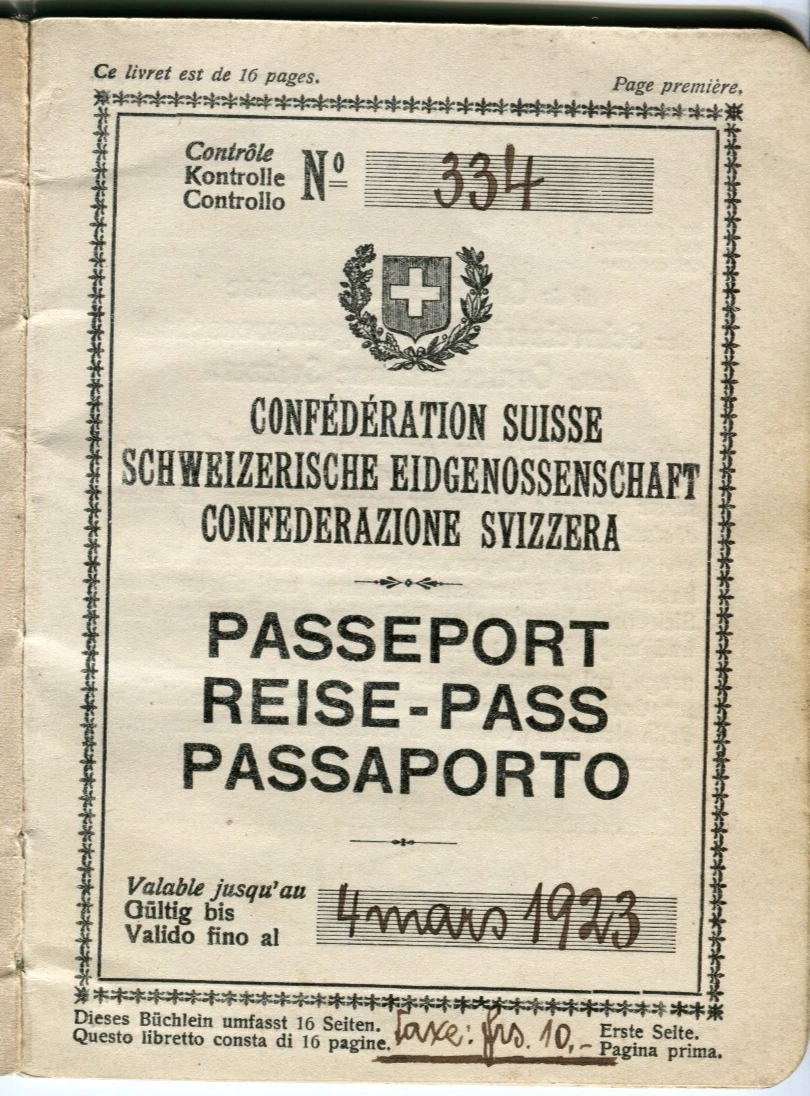 Ce livret est de 16 pages. Page première.
Contrôle
Kontrolle
Controllo
Nº 334
CONFÉDÉRATION SUISSE
SCHWEIZERISCHE EIDGENOSSENSCHAFT
CONFEDERAZIONE SVIZZERA
PASSEPORT
REISE-PASS
PASSAPORTO
Valable jusqu'au
Gültig bis
Valido fino al
4 mars 1923
Dieses Büchlein umfasst 16 Seiten. Erste Seite.
Questo libretto consta di 16 pagine. Taxe: frs. 10.- Pagina prima.